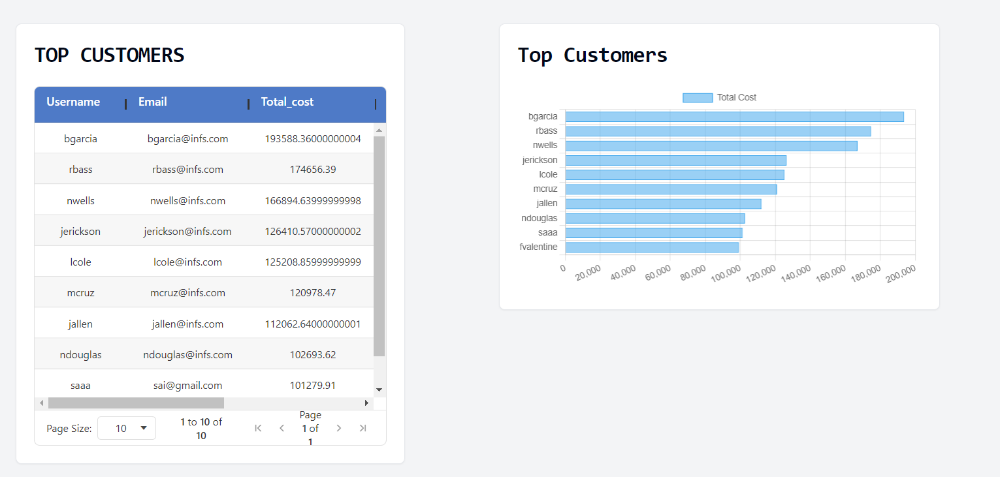 TOP CUSTOMERS
Username Email Total_cost
bgarcia bgarcia@infs.com 193588.36000000004
rbass rbass@infs.com 174656.39
nwells nwells@infs.com 166894.63999999998
jerickson jerickson@infs.com 126410.57000000002
lcole lcole@infs.com 125208.85999999999
mcruz mcruz@infs.com 120978.47
jallen jallen@infs.com 112062.64000000001
ndouglas ndouglas@infs.com 102693.62
saaa sai@gmail.com 101279.91
Page Size: 10 1 to 10 of 10 Page 1 of 1
Top Customers
Total Cost
bgarcia
rbass
nwells
jerickson
lcole
mcruz
jallen
ndouglas
saaa
fvalentine
0 20,000 40,000 60,000 80,000 100,000 120,000 140,000 160,000 180,000 200,000